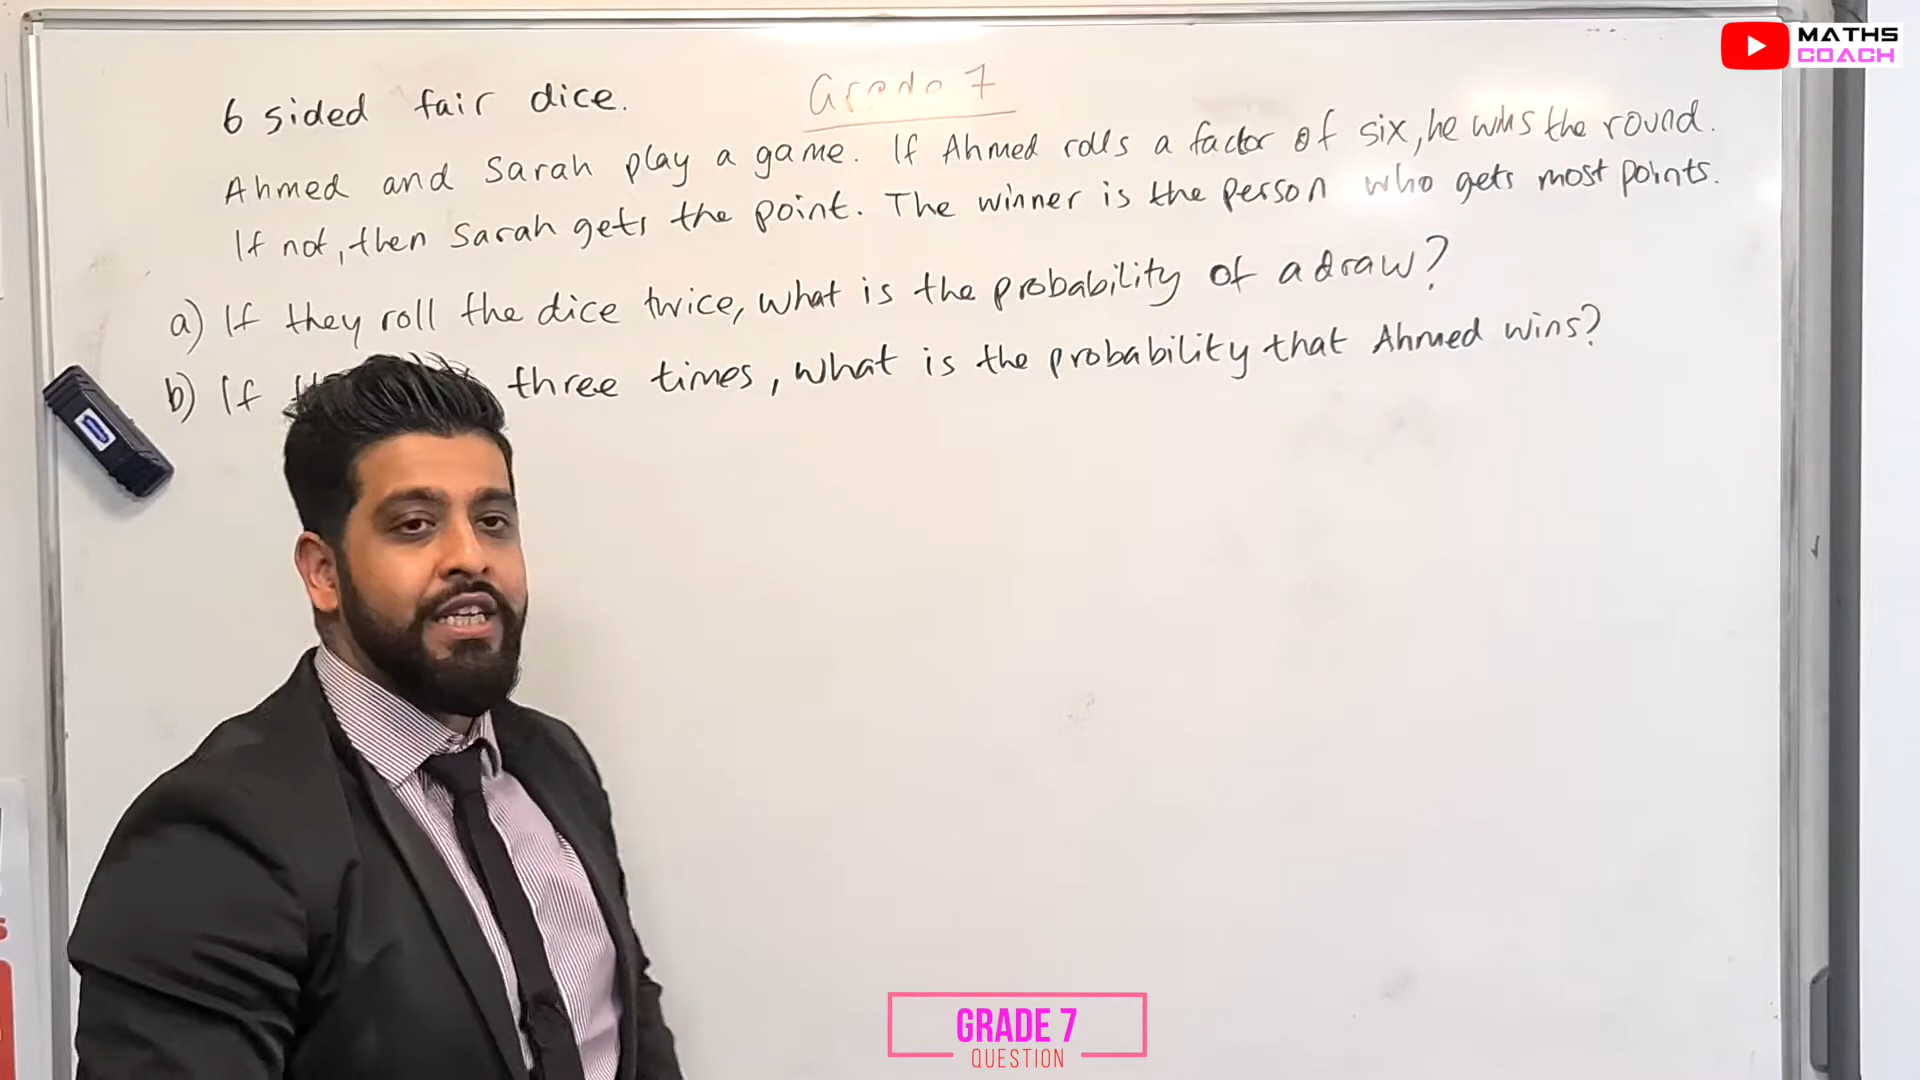 MATHS
COACH
Grade 7
6 sided fair dice.
Ahmed and Sarah play a game. If Ahmed rolls a factor of six, he wins the round.
If not, then Sarah gets the point. The winner is the person who gets most points.
a) If they roll the dice twice, what is the probability of a draw?
b) If three times, what is the probability that Ahmed wins?
GRADE 7
QUESTION